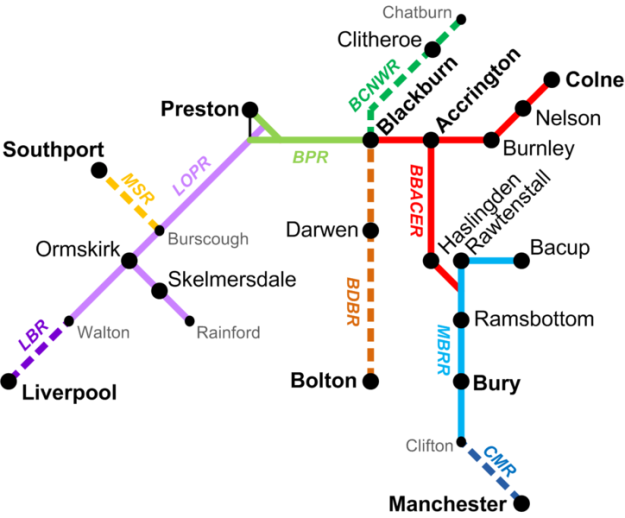 Chatburn
Clitheroe
BCNWR
Blackburn
Accrington
Colne
Preston
Nelson
Burnley
Southport
MSR
LOPR
BPR
BBACER
Haslingden
Rawtenstall
Burscough
Darwen
Ormskirk
Bacup
Skelmersdale
BDBR
Walton
Rainford
Ramsbottom
MBRR
LBR
Liverpool
Bolton
Bury
Clifton
CMR
Manchester